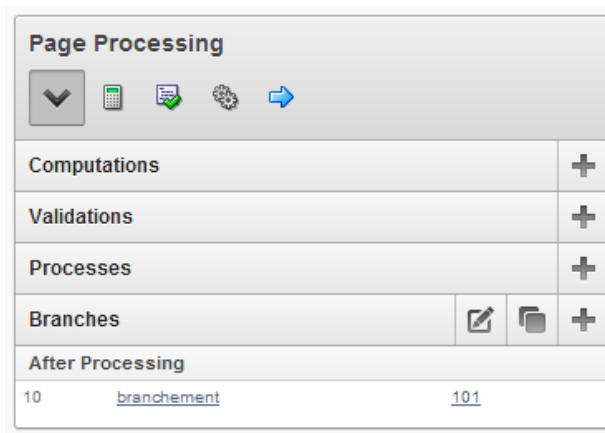 Page Processing
Computations
Validations
Processes
Branches
After Processing
10 branchement 101